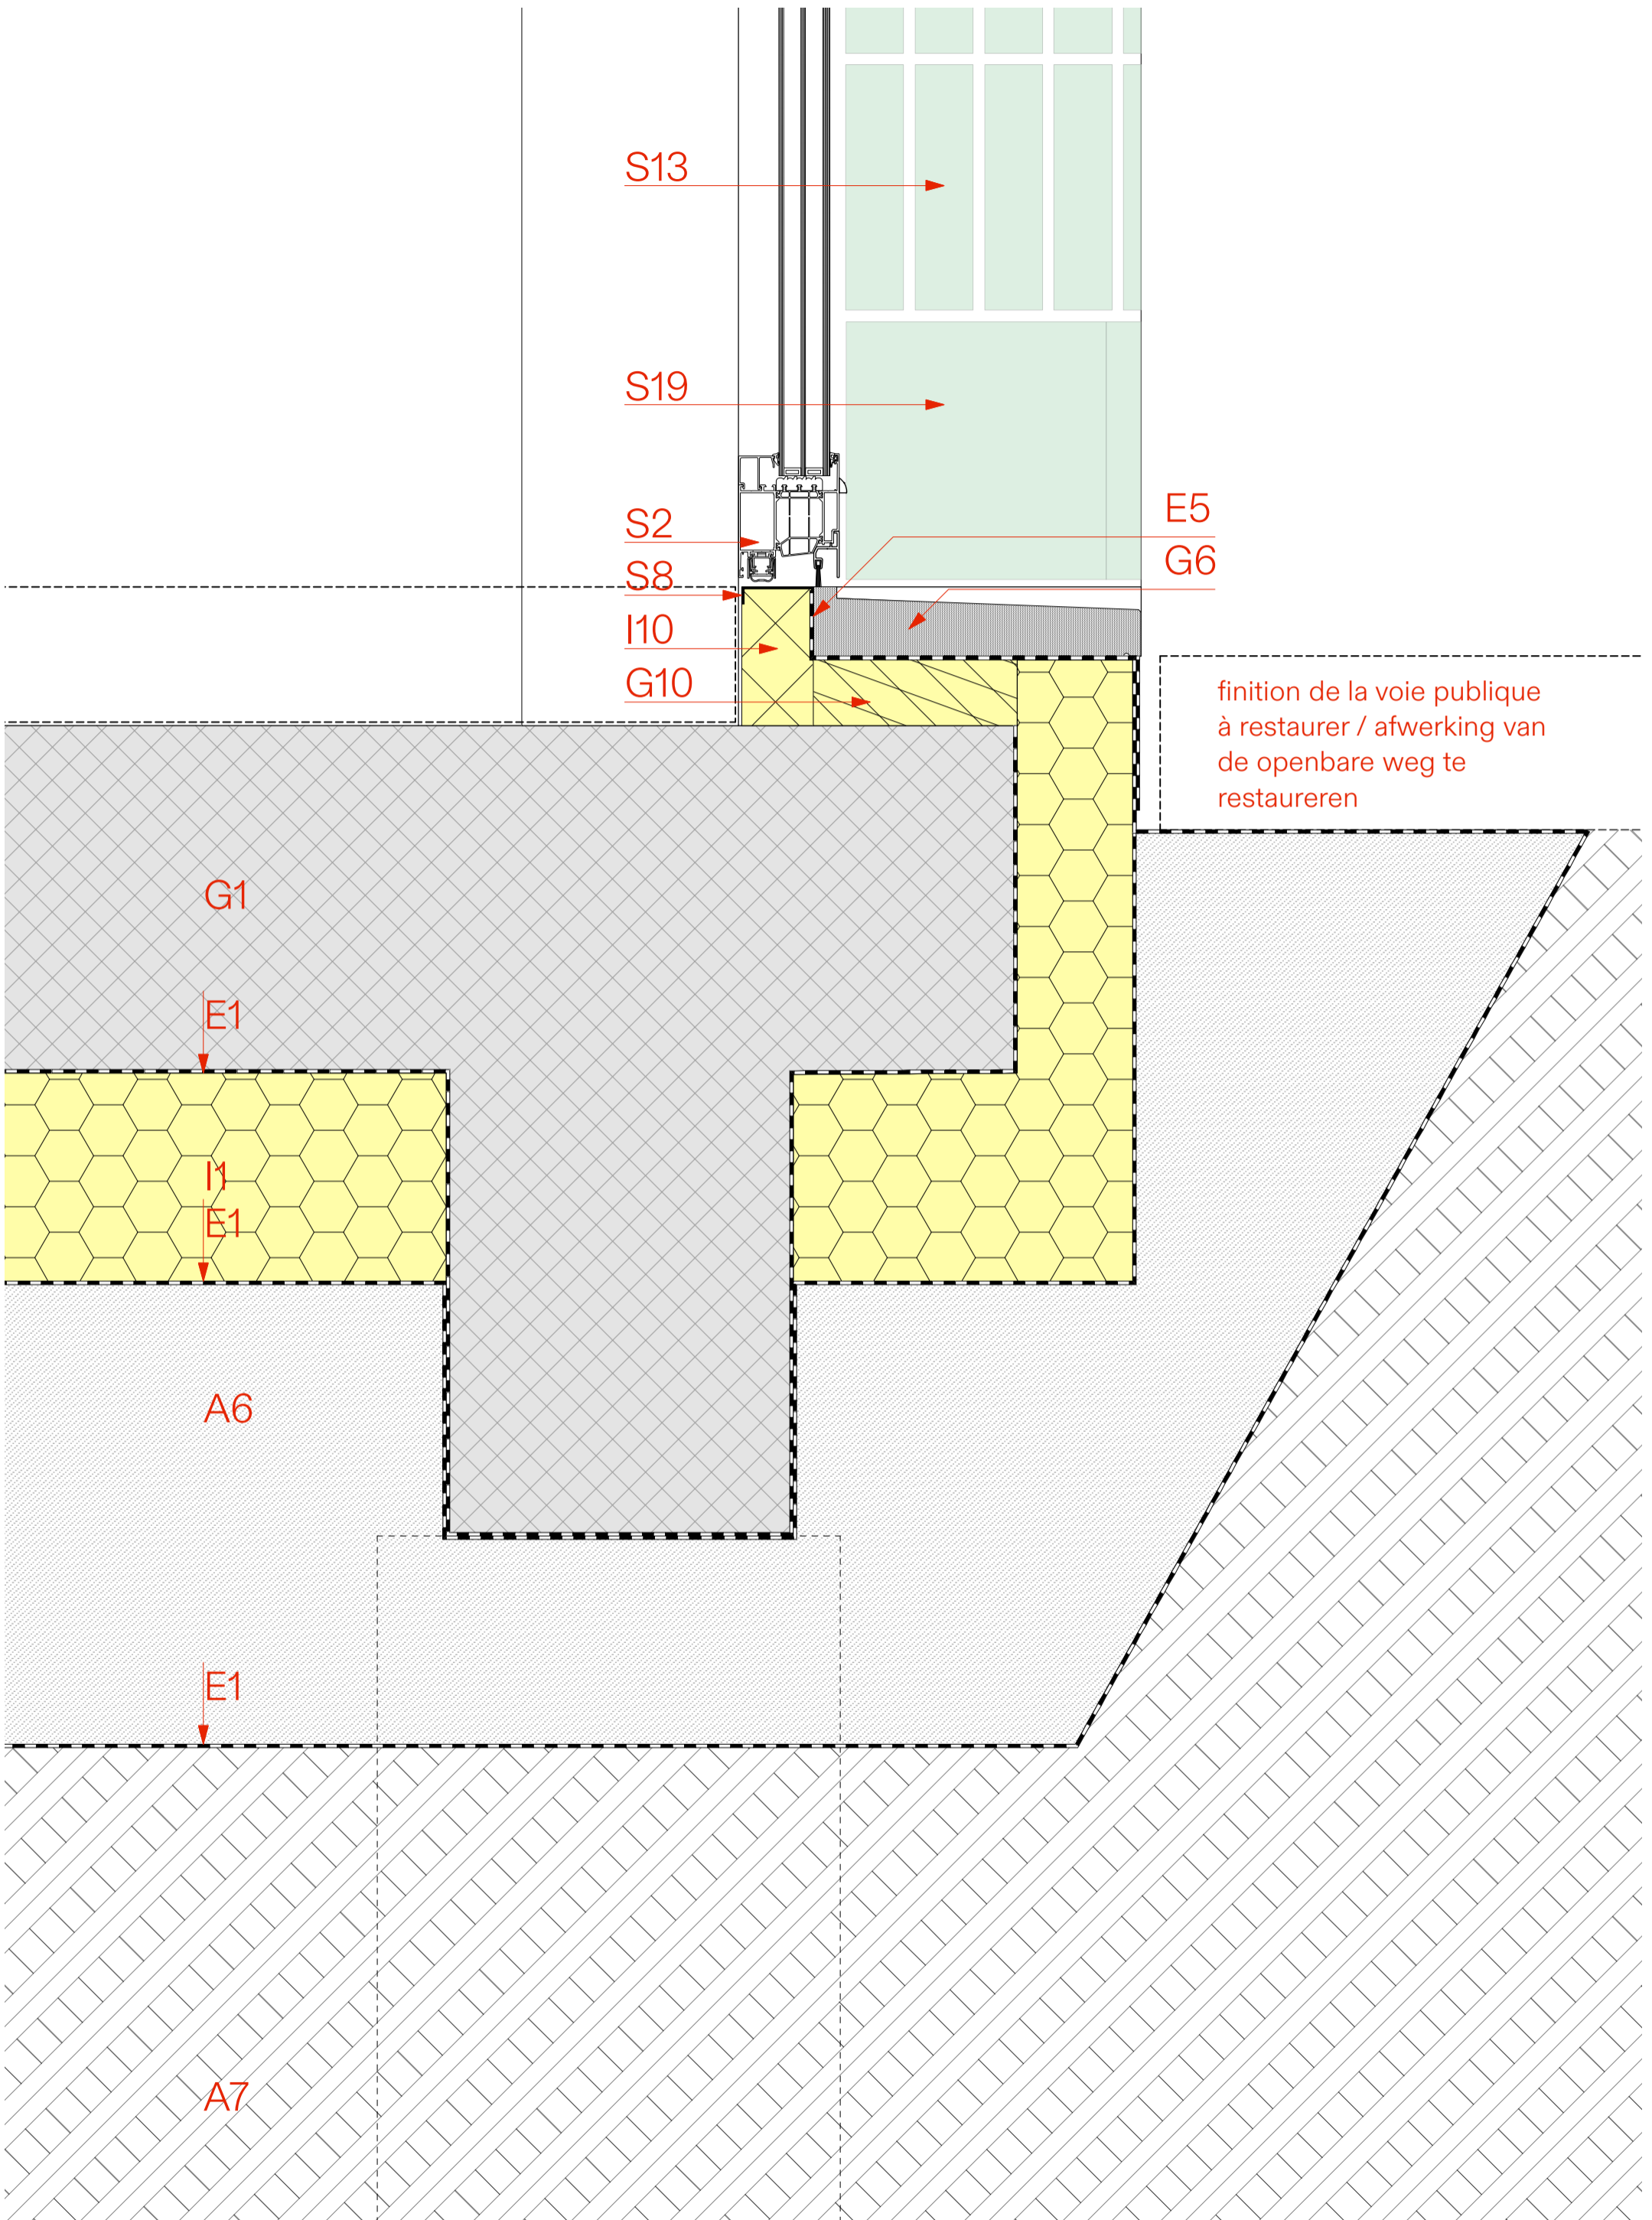 S13
S19
S2
E5
G6
S8
I10
G10
finition de la voie publique
à restaurer / afwerking van
de openbare weg te
restaureren
G1
E1
I1
E1
A6
E1
A7